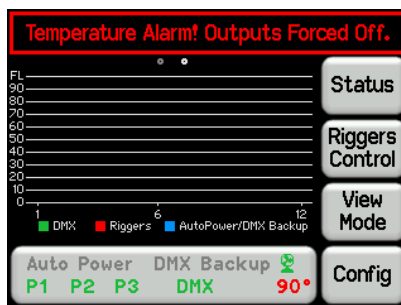 Temperature Alarm! Outputs Forced Off.
FL
90
80
70
60
50
40
30
20
10
0
1 6 12
DMX Riggers AutoPower/DMX Backup
Status
Riggers
Control
View
Mode
Config
Auto Power DMX Backup
P1 P2 P3 DMX 90°